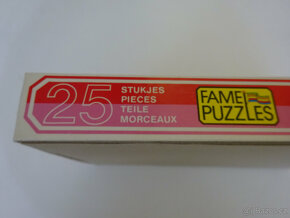 25
STUKJES
PIECES
TEILE
MORCEAUX
FAME
PUZZLES